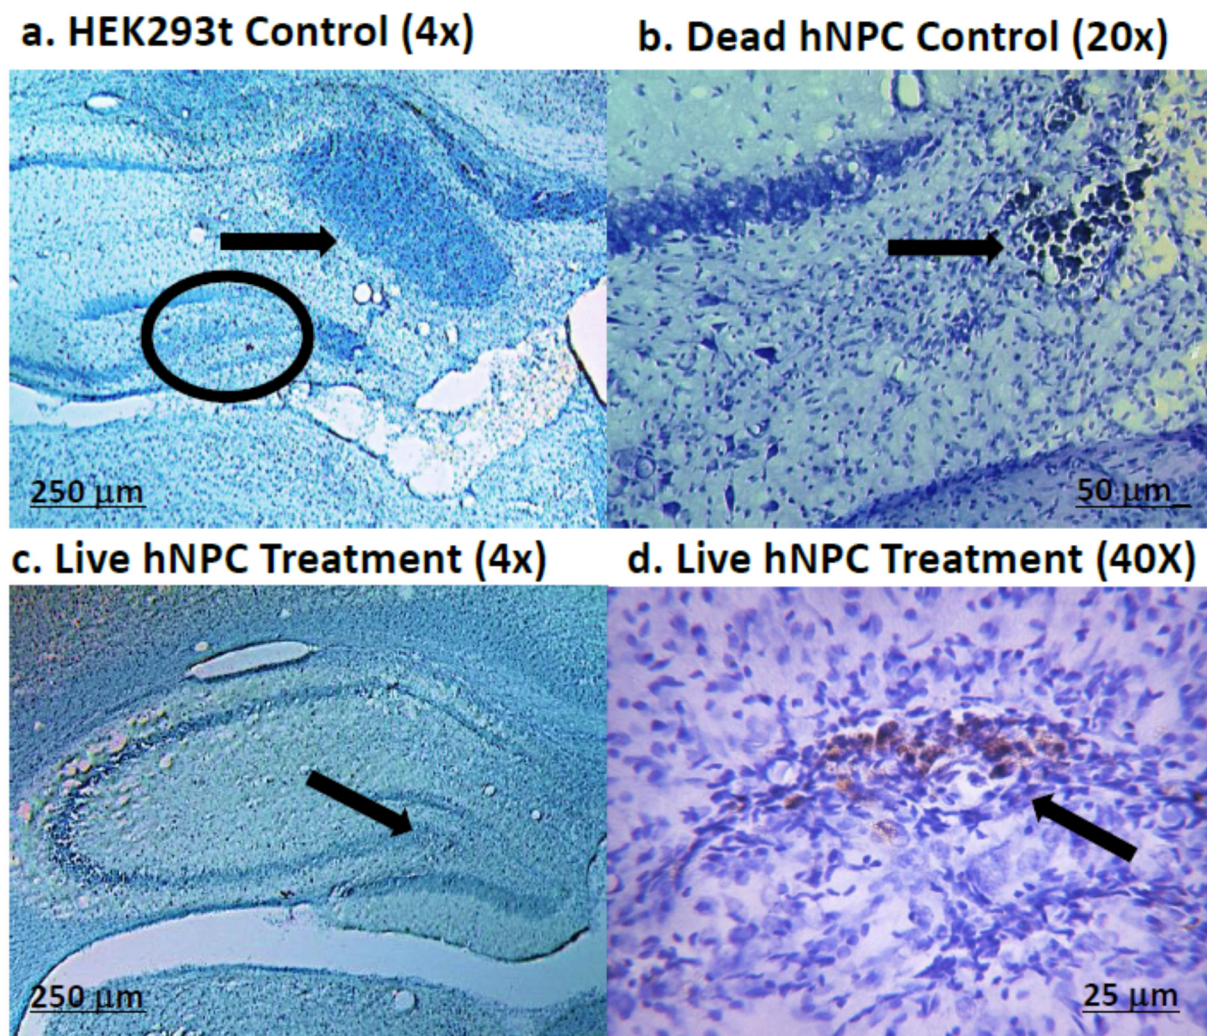 a. HEK293t Control (4x)
b. Dead hNPC Control (20x)
250 μm
50 μm
c. Live hNPC Treatment (4x)
d. Live hNPC Treatment (40X)
250 μm
25 μm